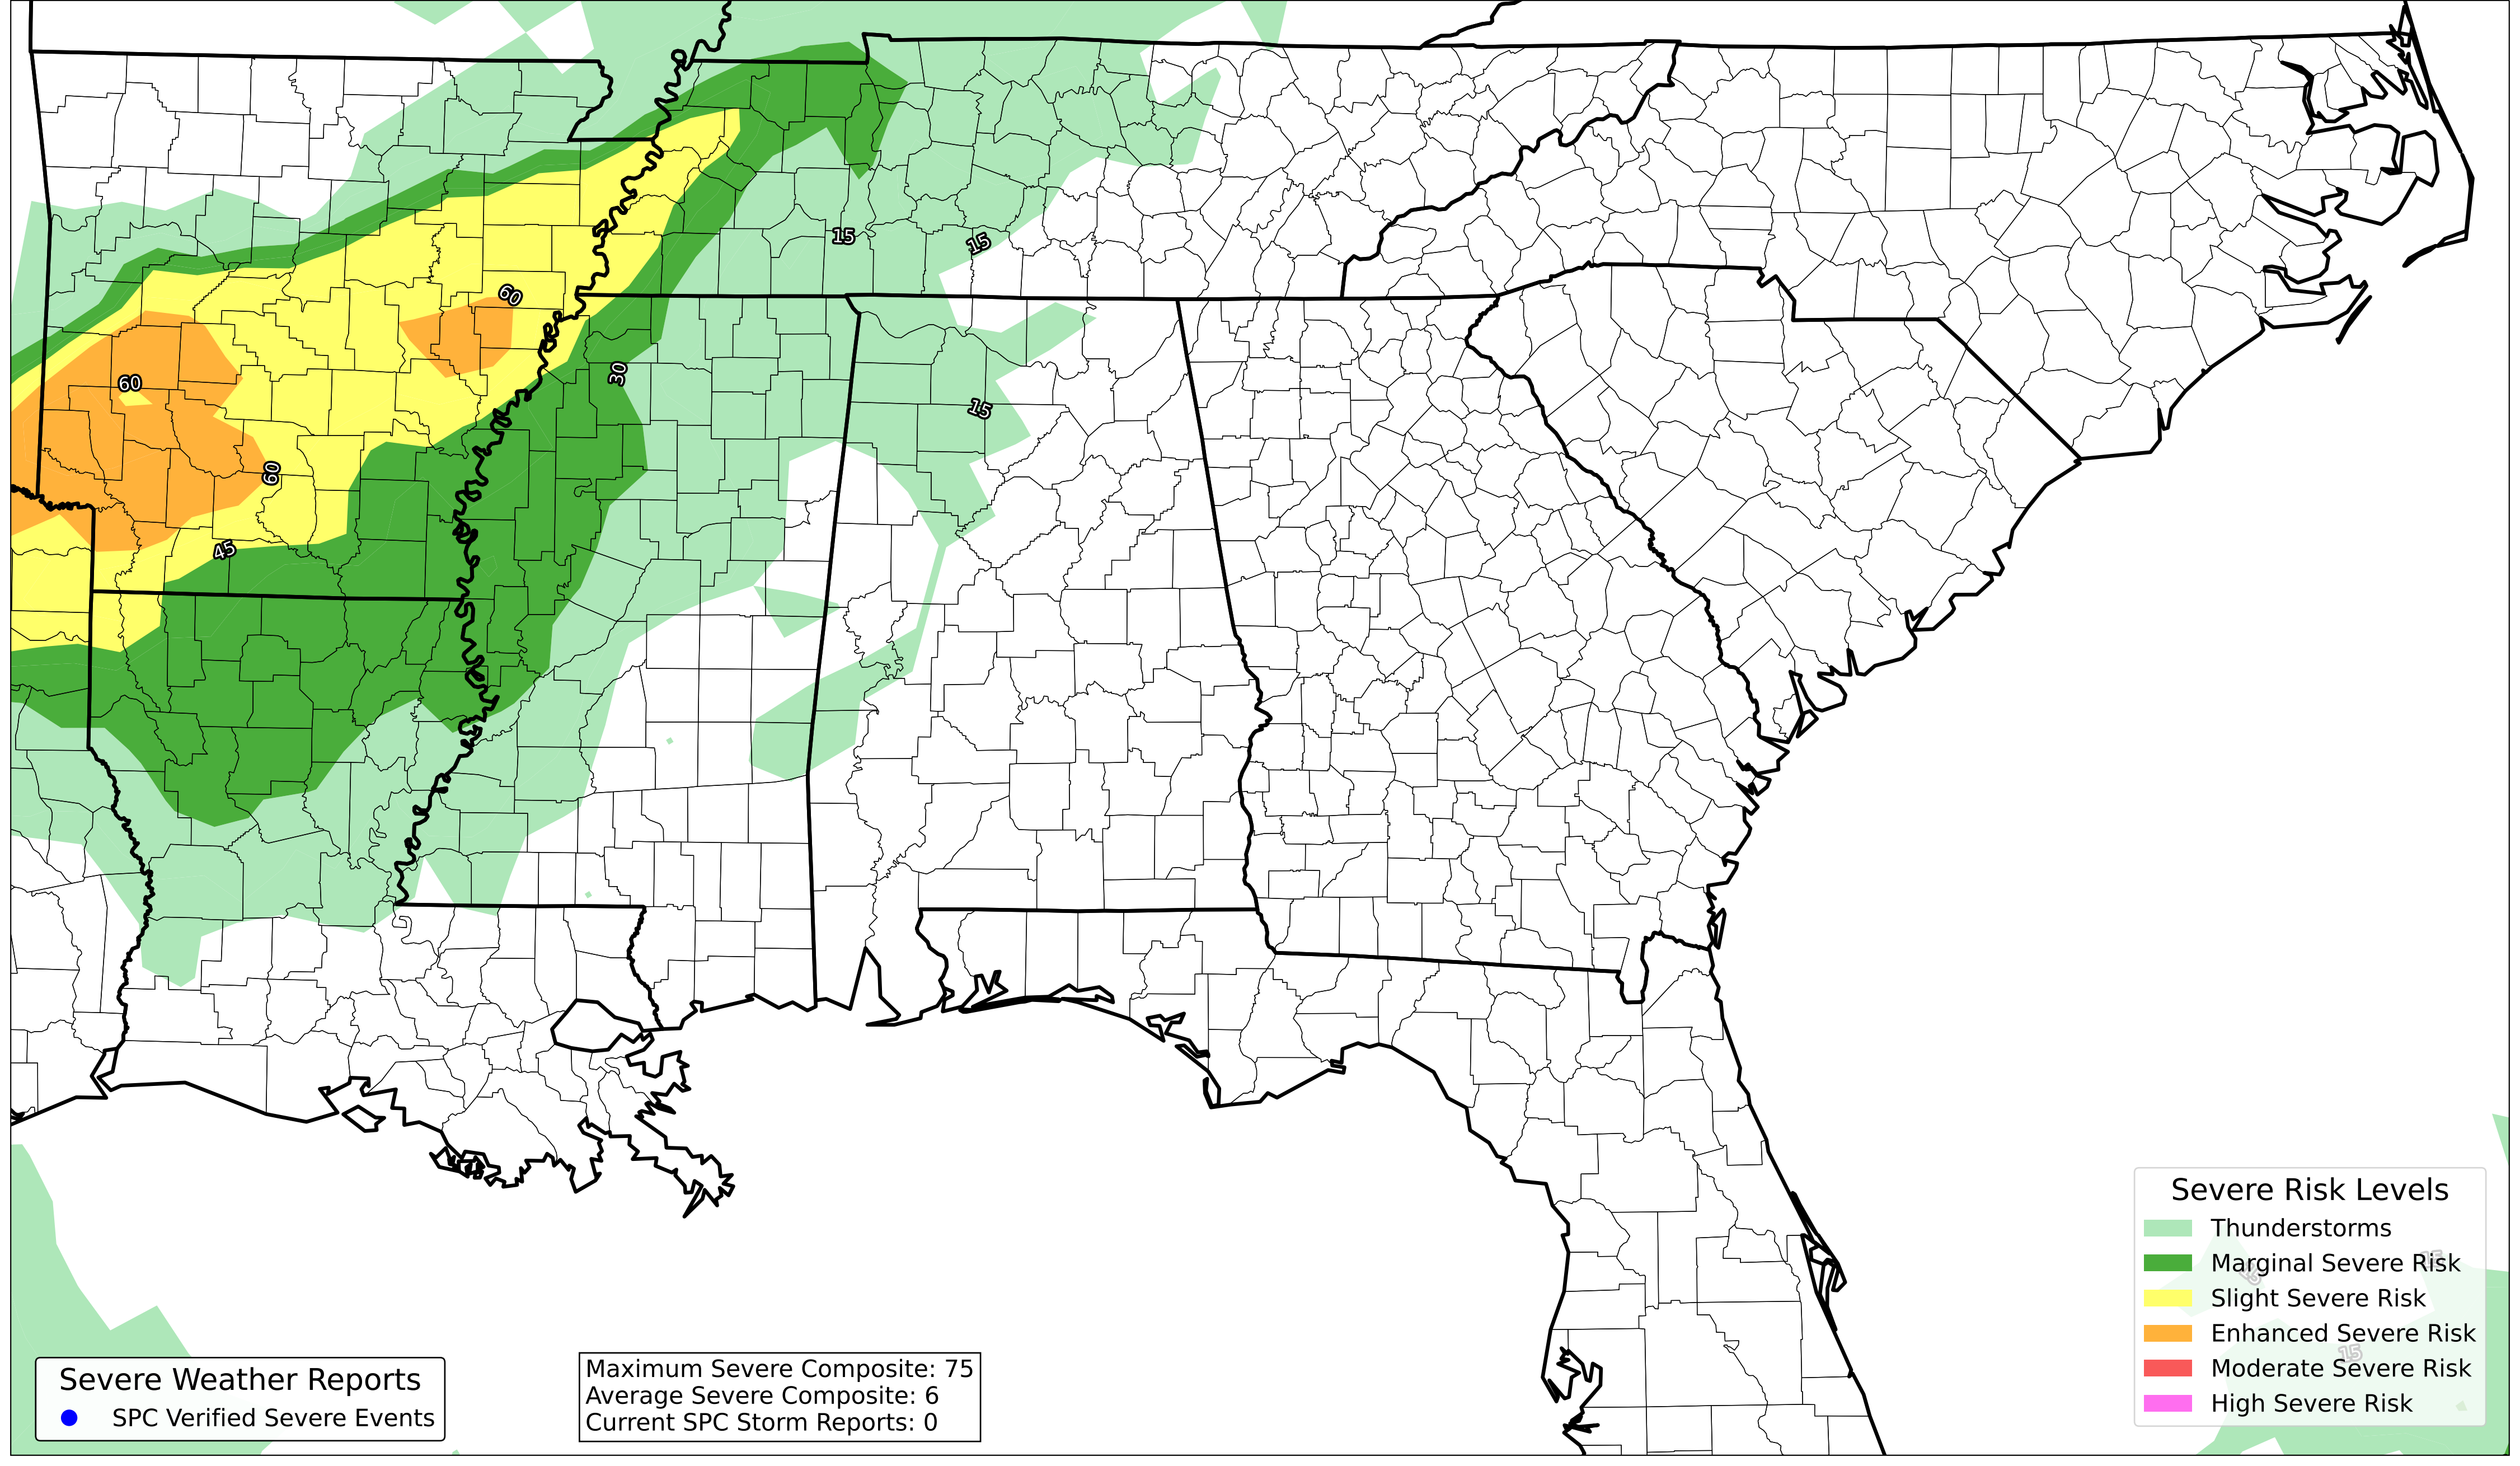 15
15
60
30
60
15
60
45
Severe Risk Levels
Thunderstorms
Marginal Severe Risk
Slight Severe Risk
Enhanced Severe Risk
Moderate Severe Risk
High Severe Risk
15
15
Severe Weather Reports
SPC Verified Severe Events
Maximum Severe Composite: 75
Average Severe Composite: 6
Current SPC Storm Reports: 0